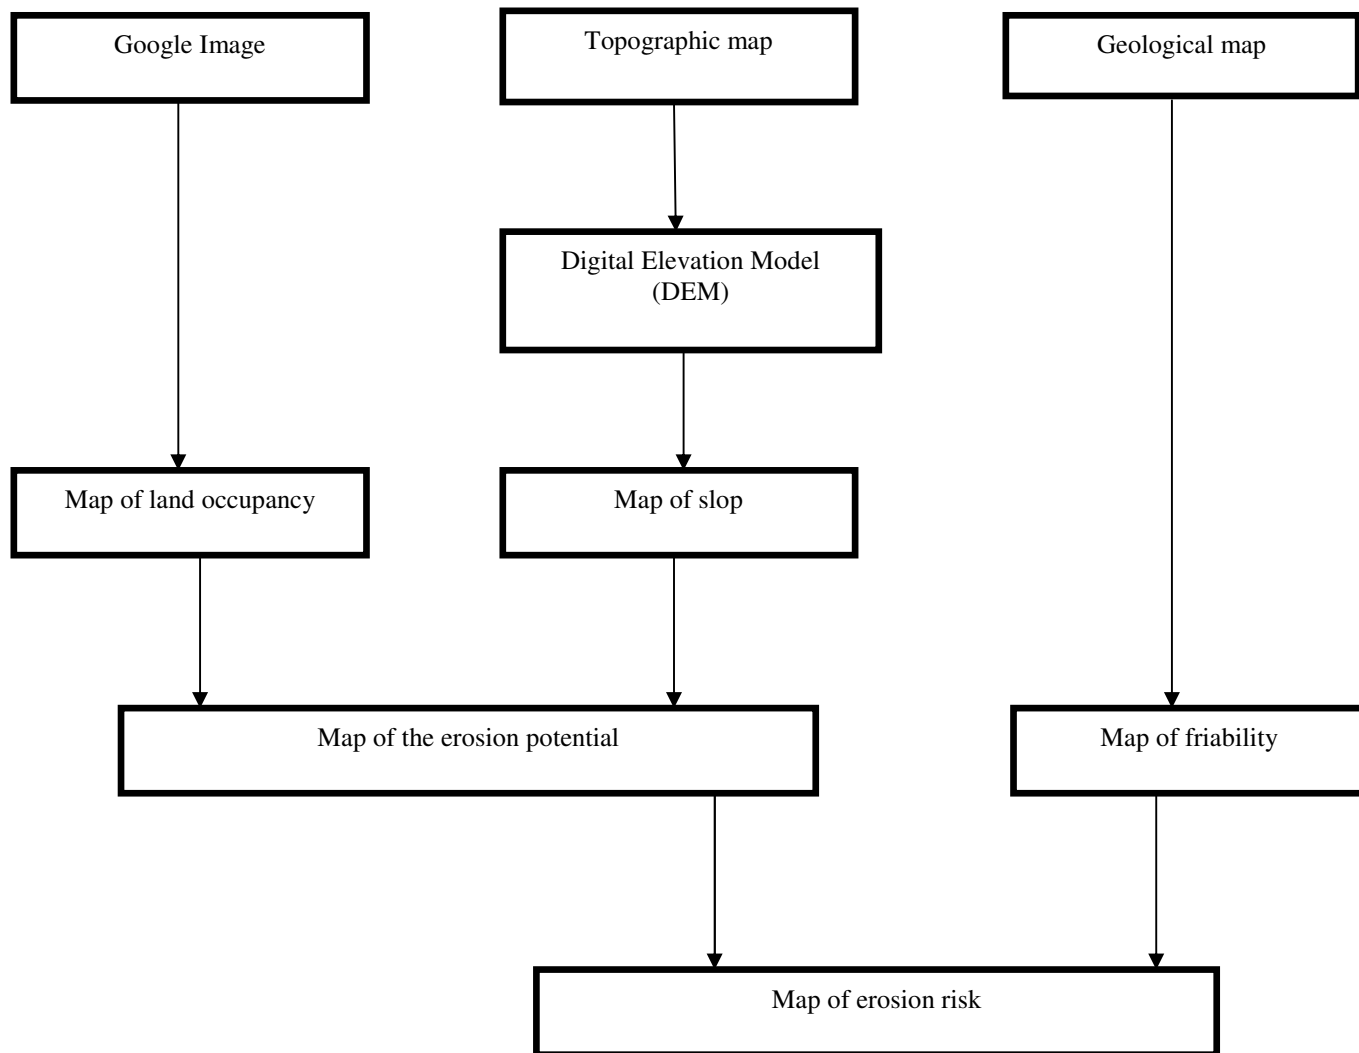 Google Image
Topographic map
Geological map
Digital Elevation Model
(DEM)
Map of land occupancy
Map of slop
Map of the erosion potential
Map of friability
Map of erosion risk